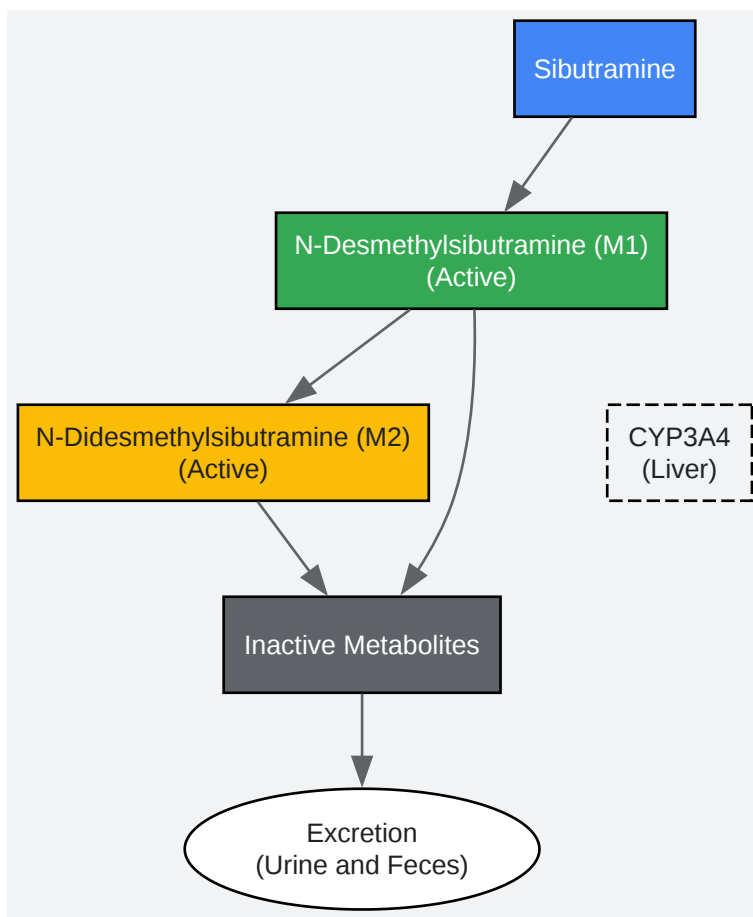 Sibutramine
N-Desmethylsibutramine (M1)
(Active)
N-Didesmethylsibutramine (M2)
(Active)
CYP3A4
(Liver)
Inactive Metabolites
Excretion
(Urine and Feces)